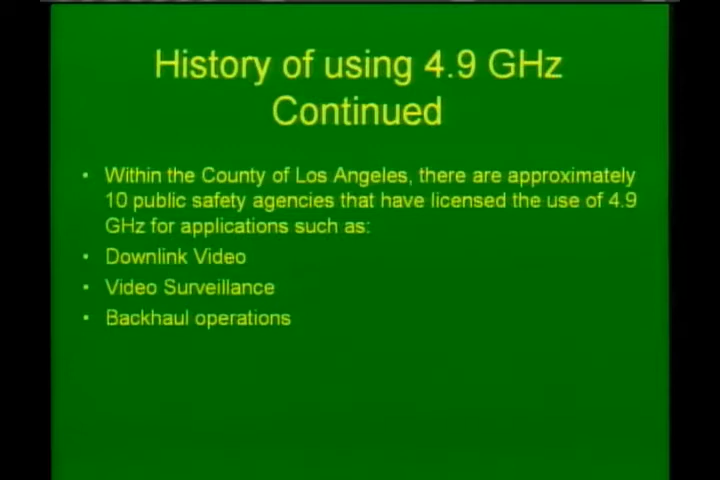 History of using 4.9 GHz
Continued
• Within the County of Los Angeles, there are approximately
10 public safety agencies that have licensed the use of 4.9
GHz for applications such as:
• Downlink Video
• Video Surveillance
• Backhaul operations